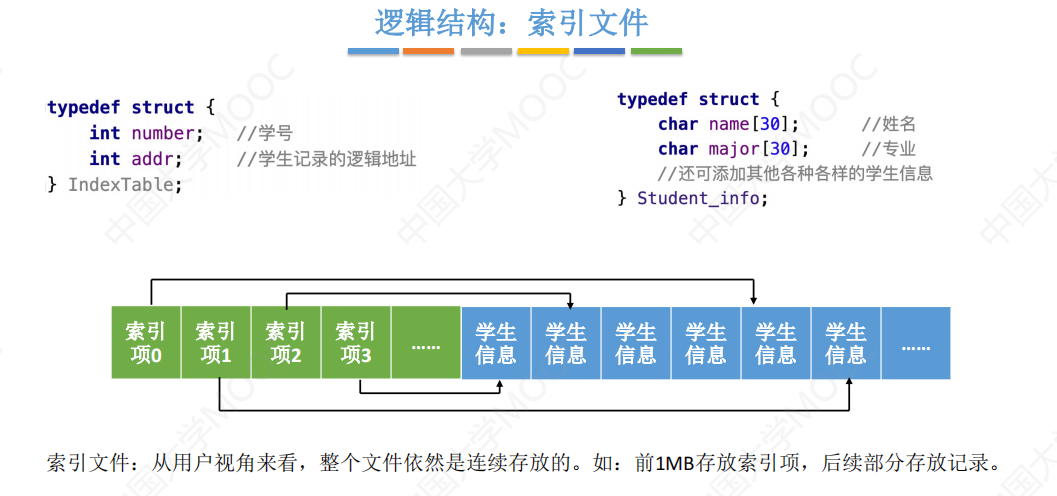 逻辑结构：索引文件
typedef struct {
int number; //学号
int addr; //学生记录的逻辑地址
} IndexTable;
typedef struct {
char name[30]; //姓名
char major[30]; //专业
//还可添加其他各种各样的学生信息
} Student_info;
索引项0 索引项1 索引项2 索引项3 …… 学生信息 学生信息 学生信息 学生信息 学生信息 学生信息 ……
索引文件：从用户视角来看，整个文件依然是连续存放的。如：前1MB存放索引项，后续部分存放记录。
中国大学MOOC